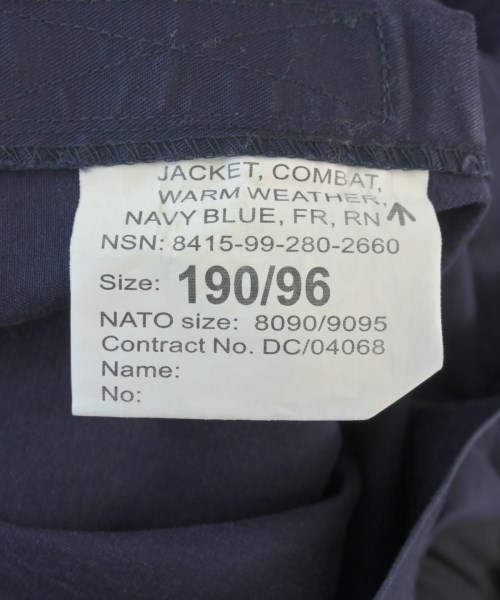 JACKET, COMBAT,
WARM WEATHER,
NAVY BLUE, FR, RN
NSN: 8415-99-280-2660
Size: 190/96
NATO size: 8090/9095
Contract No. DC/04068
Name:
No: